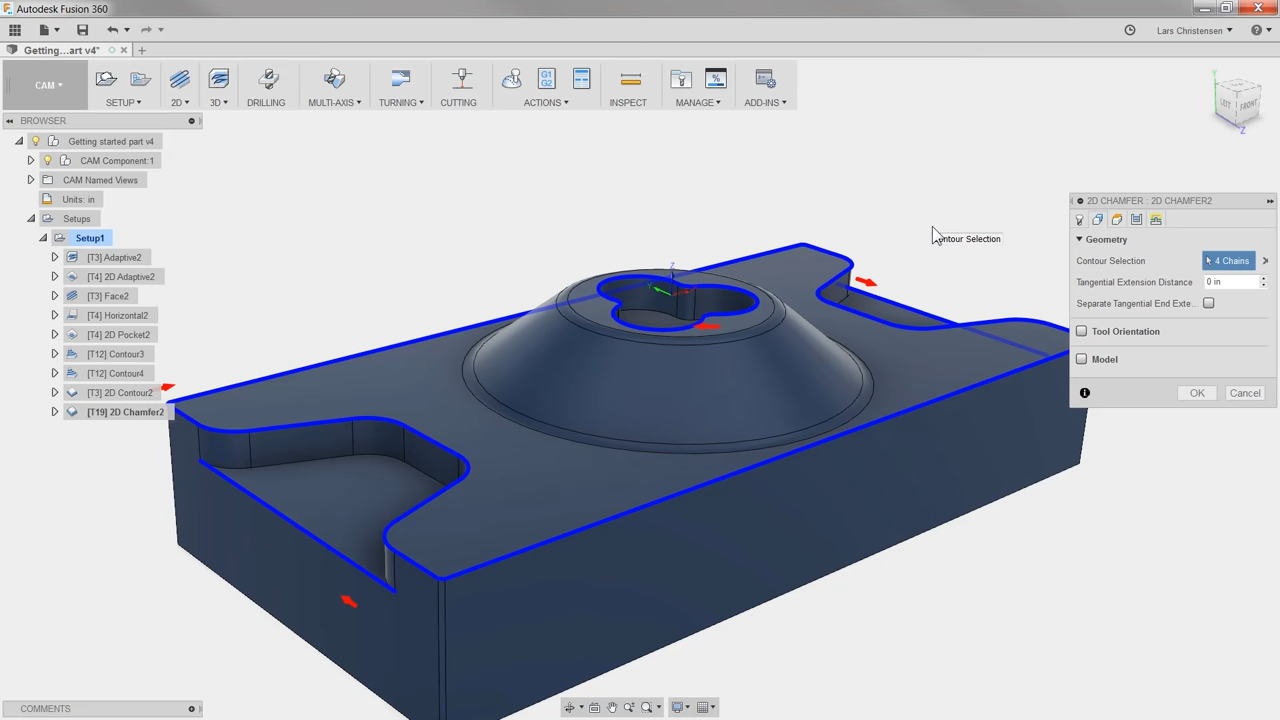 Autodesk Fusion 360
Lars Christensen
Getting...art v4*
CAM
SETUP
2D
3D
DRILLING
MULTI-AXIS
TURNING
CUTTING
G1
G2
ACTIONS
INSPECT
MANAGE
ADD-INS
BROWSER
Getting started part v4
CAM Component:1
CAM Named Views
Units: in
Setups
Setup1
[T3] Adaptive2
[T4] 2D Adaptive2
[T3] Face2
[T4] Horizontal2
[T4] 2D Pocket2
[T12] Contour3
[T12] Contour4
[T3] 2D Contour2
[T19] 2D Chamfer2
Y
LEFT
FRONT
Z
Z
Y
ontour Selection
2D CHAMFER : 2D CHAMFER2
Geometry
Contour Selection 4 Chains
Tangential Extension Distance 0 in
Separate Tangential End Exte...
Tool Orientation
Model
OK Cancel
COMMENTS